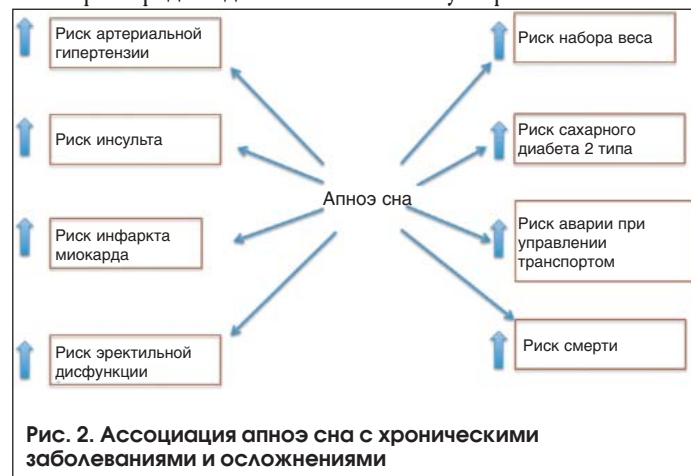 Риск артериальной
гипертензии
Риск инсульта
Риск инфаркта
миокарда
Риск эректильной
дисфункции
Апноэ сна
Риск набора веса
Риск сахарного
диабета 2 типа
Риск аварии при
управлении
транспортом
Риск смерти
Рис. 2. Ассоциация апноэ сна с хроническими
заболеваниями и осложнениями